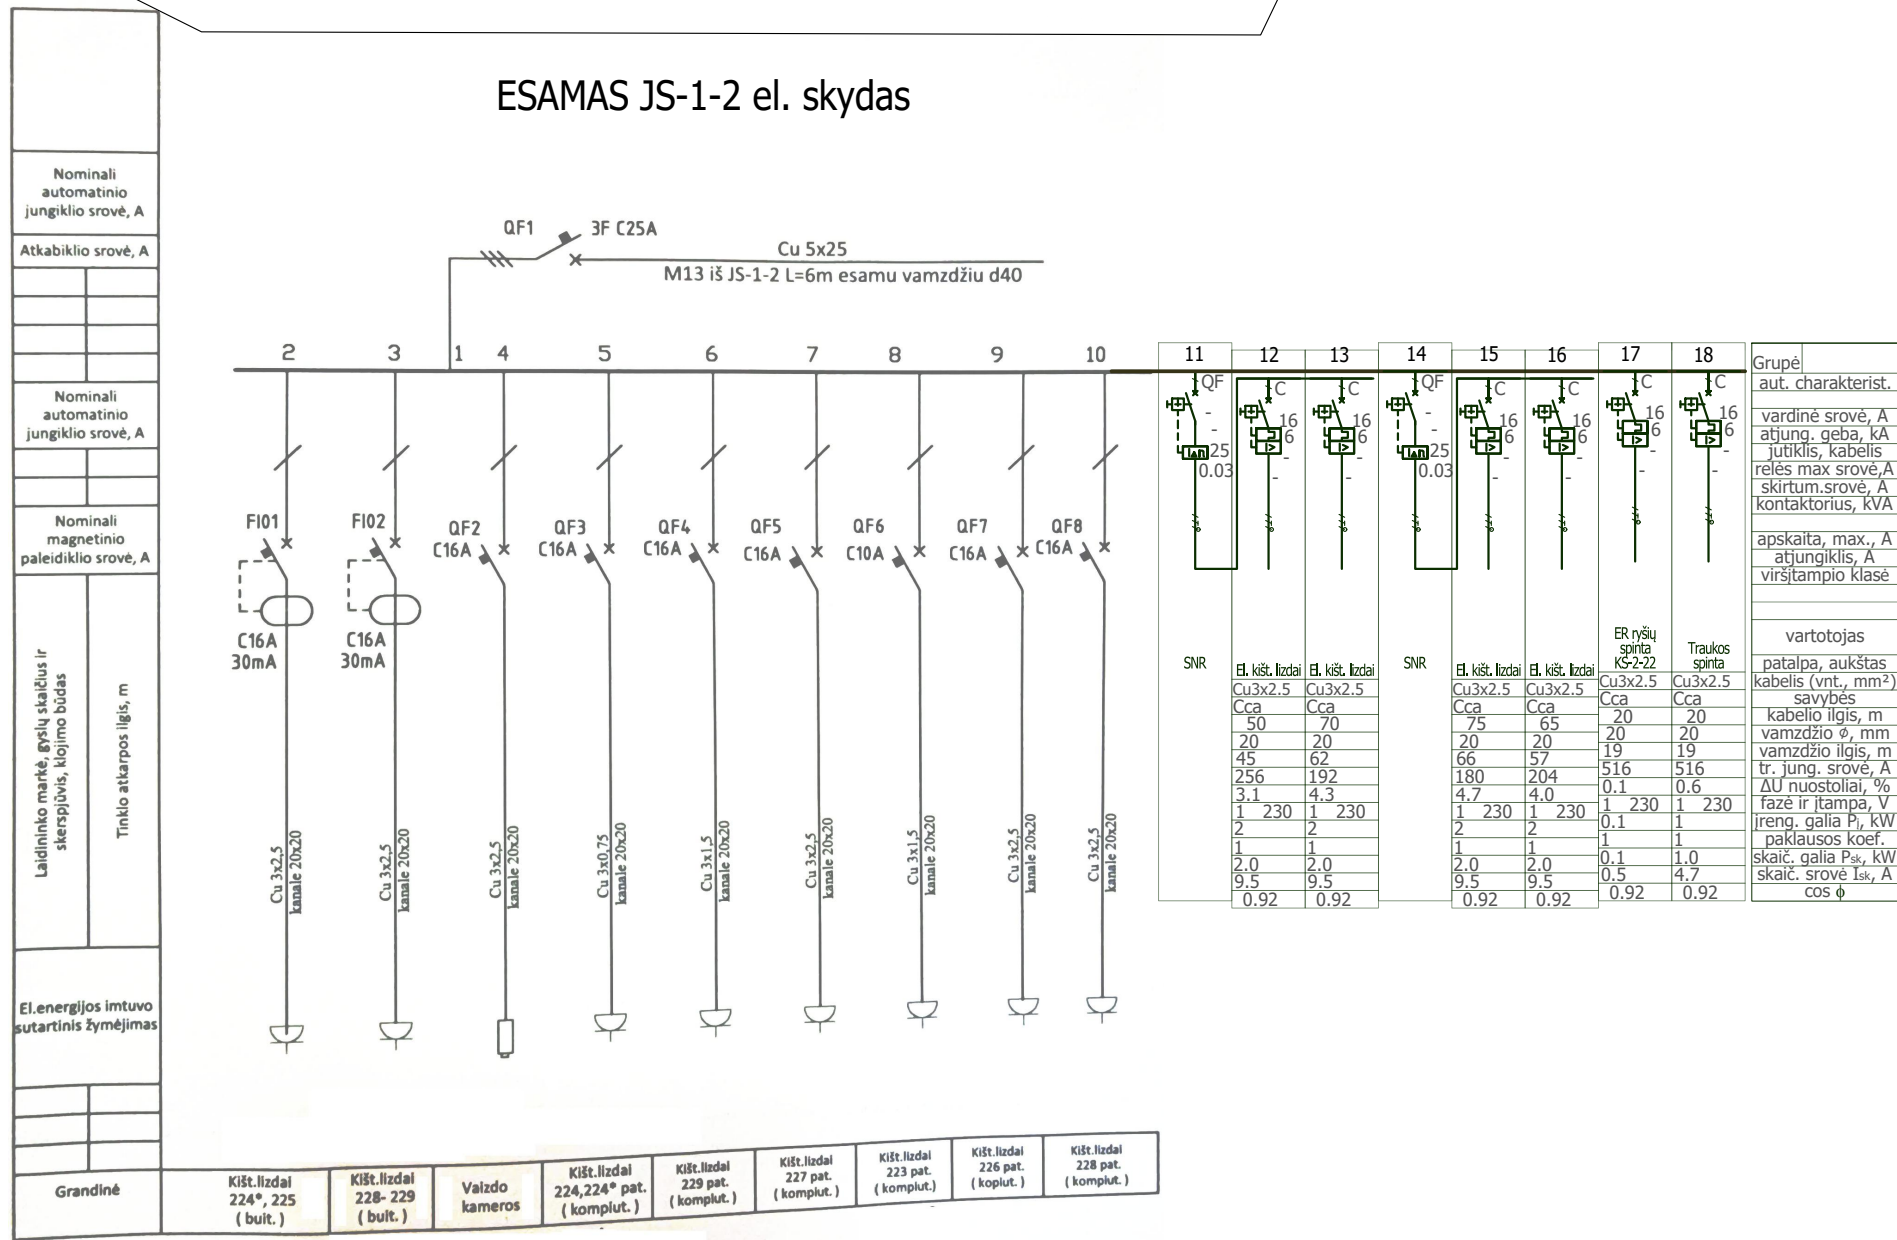 ESAMAS JS-1-2 el. skydas
Nominali
automatinio
jungiklio srovė, A
Atkabiklio srovė, A
Nominali
automatinio
jungiklio srovė, A
Nominali
magnetinio
paleidiklio srovė, A
Laidininko markė, gyslų skaičius ir
skerspjūvis, klojimo būdas
Tinklo atkarpos ilgis, m
El.energijos imtuvo
sutartinis žymėjimas
Grandinė
QF1
3F C25A
Cu 5x25
M13 iš JS-1-2 L=6m esamu vamzdžiu d40
2 3 1 4 5 6 7 8 9 10
FI01
C16A
30mA
FI02
C16A
30mA
QF2
C16A
QF3
C16A
QF4
C16A
QF5
C16A
QF6
C10A
QF7
C16A
QF8
C16A
Cu 3x2,5
kanale 20x20
Cu 3x2,5
kanale 20x20
Cu 3x2,5
kanale 20x20
Cu 3x0,75
kanale 20x20
Cu 3x1,5
kanale 20x20
Cu 3x2,5
kanale 20x20
Cu 3x1,5
kanale 20x20
Cu 3x2,5
kanale 20x20
Cu 3x2,5
kanale 20x20
Kišt.lizdai
224*, 225
( buit. )
Kišt.lizdai
228- 229
( buit. )
Vaizdo
kameros
Kišt.lizdai
224,224* pat.
( kompiut. )
Kišt.lizdai
229 pat.
( kompiut. )
Kišt.lizdai
227 pat.
( kompiut. )
Kišt.lizdai
223 pat.
( kompiut.)
Kišt.lizdai
226 pat.
( kopiut. )
Kišt.lizdai
228 pat.
( kompiut. )
11 12 13 14 15 16 17 18
QF C C QF C C C C
- 16 16 - 16 16 16 16
- 6 6 - 6 6 6 6
25 - - 25 - - - -
0.03 - - 0.03 - - - -
SNR
El. kišt. lizdai
El. kišt. lizdai
SNR
El. kišt. lizdai
El. kišt. lizdai
ER ryšių
spinta
KS-2-22
Traukos
spinta
Cu3x2.5 Cu3x2.5 Cu3x2.5 Cu3x2.5 Cu3x2.5 Cu3x2.5
Cca Cca Cca Cca Cca Cca
50 70 75 65 20 20
20 20 20 20 20 20
45 62 66 57 19 19
256 192 180 204 516 516
3.1 4.3 4.7 4.0 0.1 0.6
1 230 1 230 1 230 1 230 1 230 1 230
2 2 2 2 0.1 1
1 1 1 1 1 1
2.0 2.0 2.0 2.0 0.1 1.0
9.5 9.5 9.5 9.5 0.5 4.7
0.92 0.92 0.92 0.92 0.92 0.92
Grupė
aut. charakterist.
vardinė srovė, A
atjung. geba, kA
jutiklis, kabelis
relės max srovė,A
skirtum.srovė, A
kontaktorius, kVA
apskaita, max., A
atjungiklis, A
viršįtampio klasė
vartotojas
patalpa, aukštas
kabelis (vnt., mm²)
savybės
kabelio ilgis, m
vamzdžio ϕ, mm
vamzdžio ilgis, m
tr. jung. srovė, A
ΔU nuostoliai, %
fazė ir įtampa, V
įreng. galia Pį, kW
paklausos koef.
skaič. galia Psk, kW
skaič. srovė Isk, A
cos ϕ